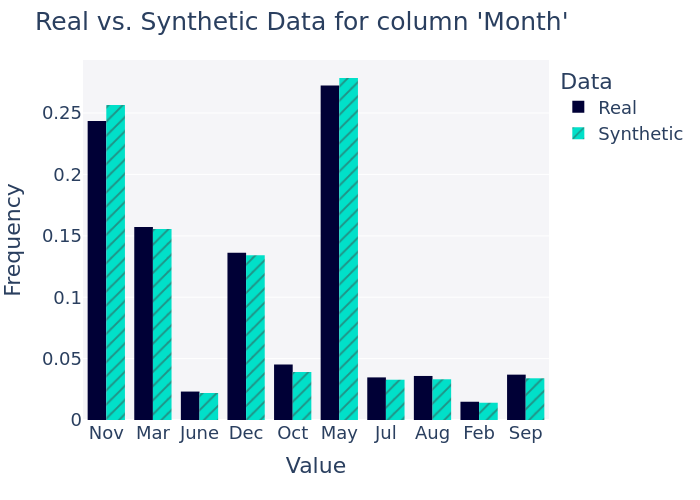 Real vs. Synthetic Data for column 'Month'
Data
Real
Synthetic
Frequency
0.25
0.2
0.15
0.1
0.05
0
Nov Mar June Dec Oct May Jul Aug Feb Sep
Value